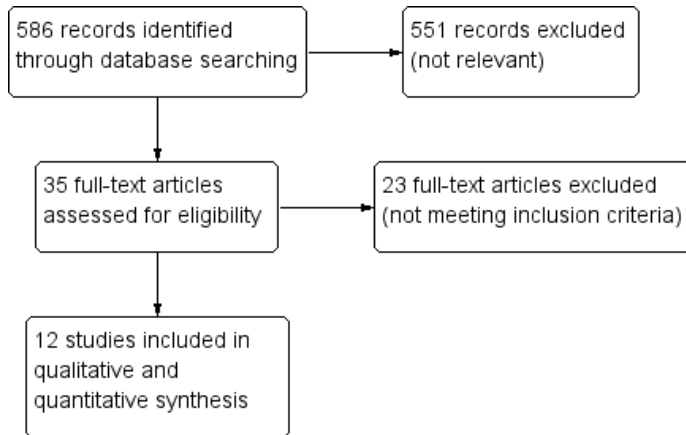 586 records identified
through database searching
551 records excluded
(not relevant)
35 full-text articles
assessed for eligibility
23 full-text articles excluded
(not meeting inclusion criteria)
12 studies included in
qualitative and
quantitative synthesis